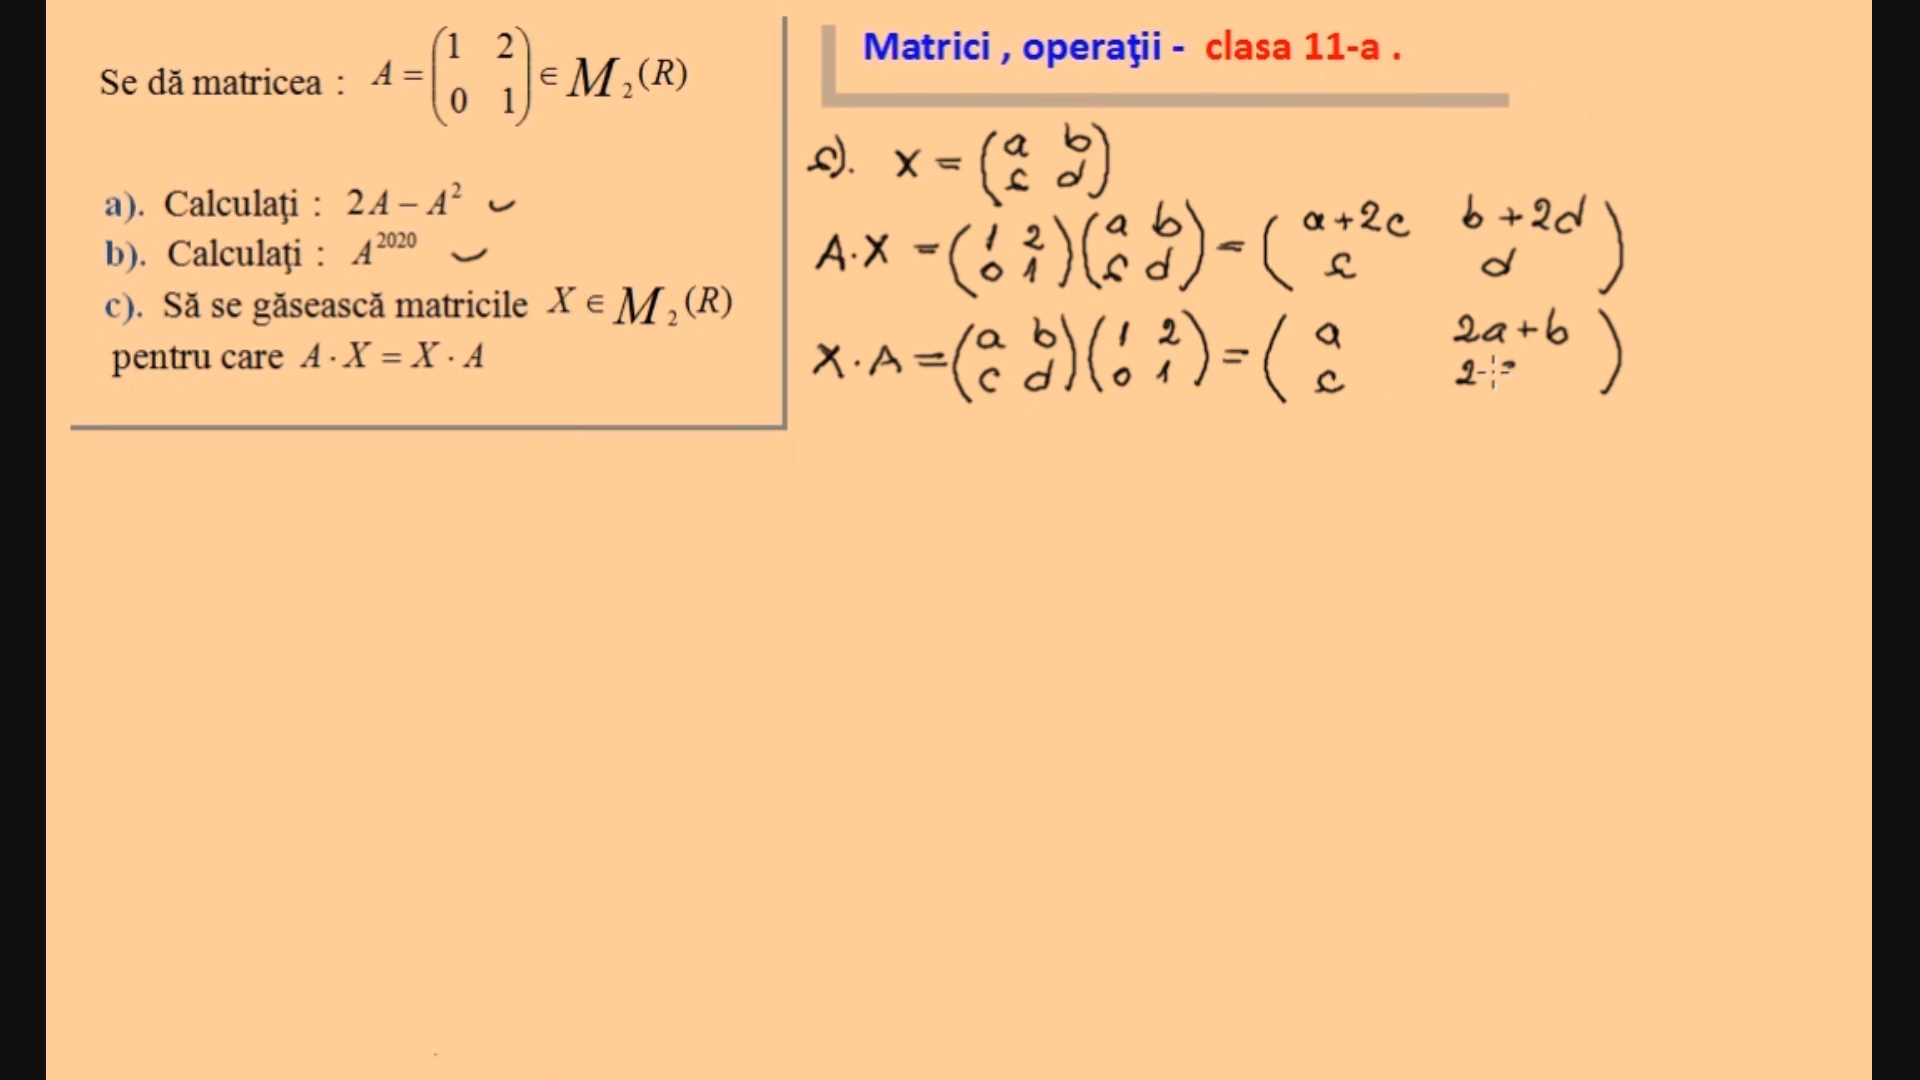 Se dă matricea : A = (1 2 0 1) ∈ M₂(R)
a). Calculaţi : 2A − A²
b). Calculaţi : A²⁰²⁰
c). Să se găsească matricile X ∈ M₂(R)
pentru care A · X = X · A
Matrici , operaţii - clasa 11-a .
c). X = (a b c d)
A·X = (1 2 0 1)(a b c d) = (a+2c b+2d c d)
X·A = (a b c d)(1 2 0 1) = (a 2a+b c 2